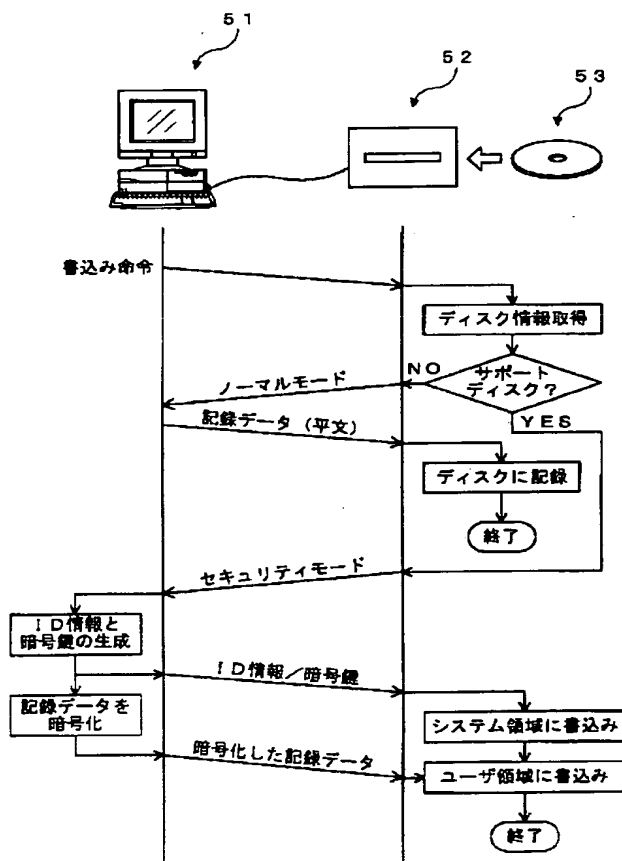 51
52
53
書込み命令
ディスク情報取得
NO
サポート
ディスク?
ノーマルモード
YES
記録データ(平文)
ディスクに記録
終了
セキュリティモード
ID情報と
暗号鍵の生成
ID情報/暗号鍵
記録データを
暗号化
システム領域に書込み
暗号化した記録データ
ユーザ領域に書込み
終了